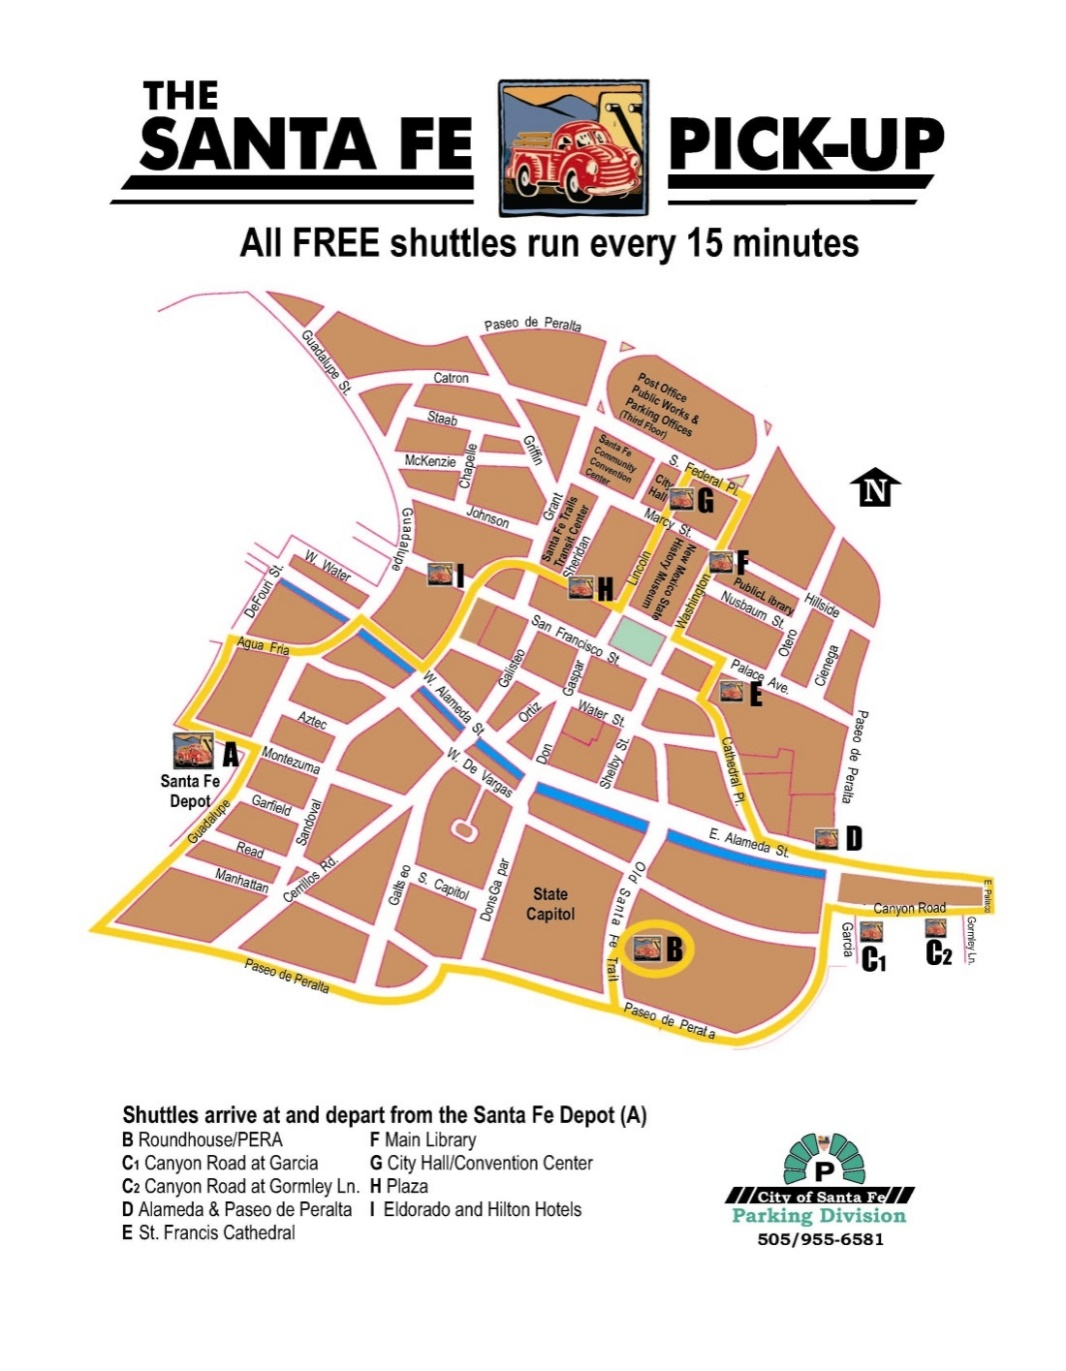 THE
SANTA FE
PICK-UP
All FREE shuttles run every 15 minutes
Paseo de Peralta
Guadalupe St.
Catron
Post Office
Public Works &
Parking Offices
(Third Floor)
Staab
Griffin
Santa Fe
Community
Convention
Center
McKenzie
Chapelle
S. Federal Pl.
City
Hall
G
N
Grant
Johnson
Santa Fe Trails
Transit Center
Marcy St.
Guadalupe
Sheridan
Lincoln
New Mexico State
History Museum
F
W. Water
I
H
Washington
PublicLibrary
Hillside
DeFouri St.
Nusbaum St.
San Francisco St.
Otero
Agua Fria
Cienega
Galisteo
Gaspar
Palace Ave.
E
W. Alameda St.
Ortiz
Water St.
Aztec
Paseo de Peralta
A
Santa Fe
Depot
Montezuma
W. De Vargas
Don
Shelby St.
Cathedral Pl.
Guadalupe
Garfield
Sandoval
E. Alameda St.
D
Read
Manhattan
Cerrillos Rd.
Galits eo
S. Capitol
DonsGa par
State
Capitol
Old Santa Fe Trail
Canyon Road
Garcia
Gormley Ln.
C1
C2
B
Paseo de Peralta
Paseo de Perata
Shuttles arrive at and depart from the Santa Fe Depot (A)
B Roundhouse/PERA
C1 Canyon Road at Garcia
C2 Canyon Road at Gormley Ln.
D Alameda & Paseo de Peralta
E St. Francis Cathedral
F Main Library
G City Hall/Convention Center
H Plaza
I Eldorado and Hilton Hotels
P
City of Santa Fe
Parking Division
505/955-6581